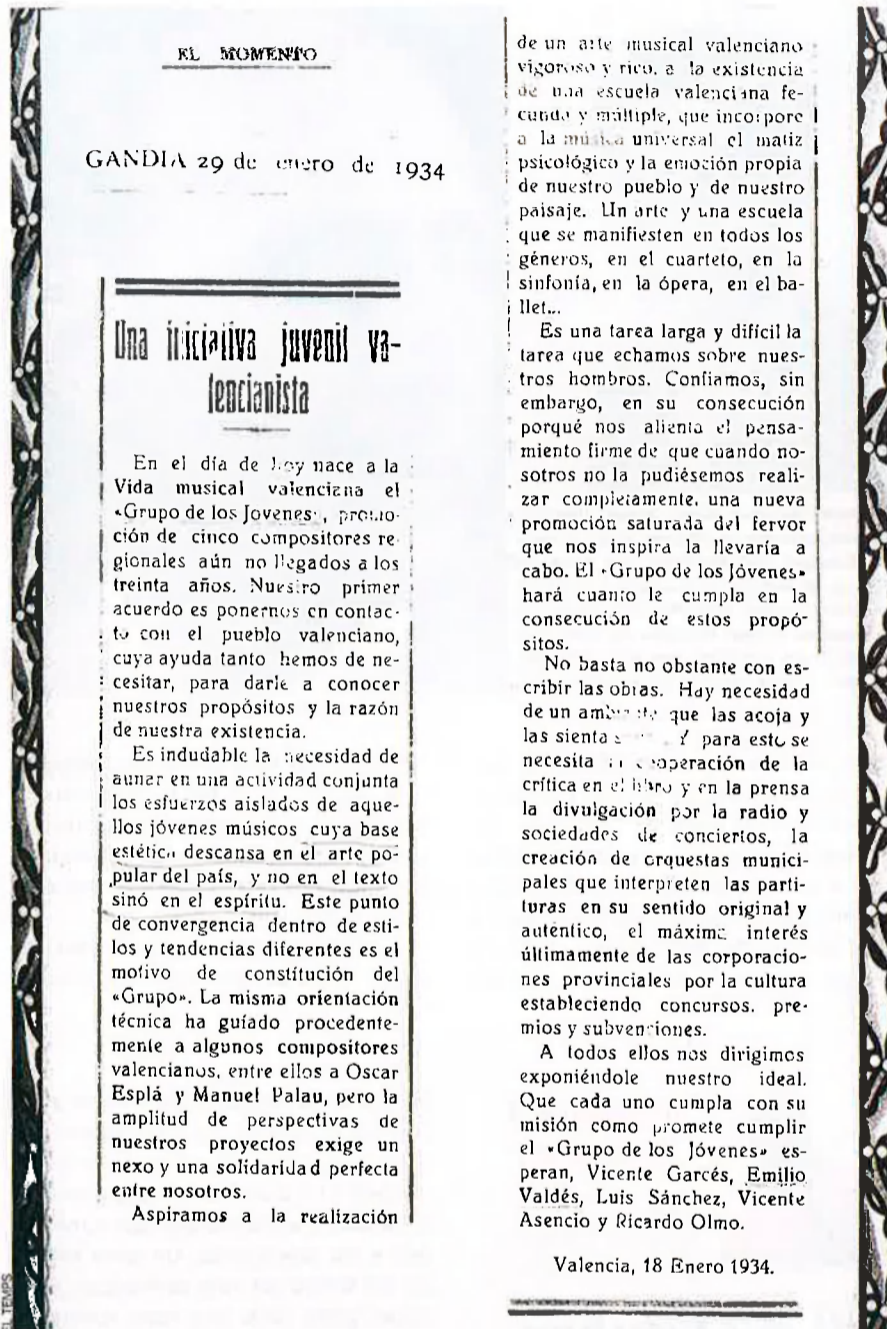 EL MOMENTO
GANDIA 29 de enero de 1934
Una iniciativa juvenil va-
lencianista
En el día de hoy nace a la
Vida musical valenciana el
«Grupo de los Jovenes», promo-
ción de cinco compositores re-
gionales aún no llegados a los
treinta años. Nuestro primer
acuerdo es ponernos en contac-
to con el pueblo valenciano,
cuya ayuda tanto hemos de ne-
cesitar, para darle a conocer
nuestros propósitos y la razón
de nuestra existencia.
Es indudable la necesidad de
aunar en una actividad conjunta
los esfuerzos aislados de aque-
llos jóvenes músicos cuya base
estética descansa en el arte po-
pular del país, y no en el texto
sinó en el espíritu. Este punto
de convergencia dentro de esti-
los y tendencias diferentes es el
motivo de constitución del
«Grupo». La misma orientación
técnica ha guiado procedente-
mente a algunos compositores
valencianos, entre ellos a Oscar
Esplá y Manuel Palau, pero la
amplitud de perspectivas de
nuestros proyectos exige un
nexo y una solidaridad perfecta
entre nosotros.
Aspiramos a la realización
de un arte musical valenciano
vigoroso y rico, a la existencia
de una escuela valenciana fe-
cunda y múltiple, que incorpore
a la música universal el matiz
psicológico y la emoción propia
de nuestro pueblo y de nuestro
paisaje. Un arte y una escuela
que se manifiesten en todos los
géneros, en el cuarteto, en la
sinfonía, en la ópera, en el ba-
llet...
Es una tarea larga y difícil la
tarea que echamos sobre nues-
tros hombros. Confiamos, sin
embargo, en su consecución
porqué nos alienta el pensa-
miento firme de que cuando no-
sotros no la pudiésemos reali-
zar completamente, una nueva
promoción saturada del fervor
que nos inspira la llevaría a
cabo. El «Grupo de los Jóvenes»
hará cuanto le cumpla en la
consecución de estos propó-
sitos.
No basta no obstante con es-
cribir las obras. Hay necesidad
de un ambiente que las acoja y
las sienta Y para esto se
necesita la cooperación de la
crítica en el libro y en la prensa
la divulgación por la radio y
sociedades de conciertos, la
creación de orquestas munici-
pales que interpreten las parti-
turas en su sentido original y
auténtico, el máximo interés
últimamente de las corporacio-
nes provinciales por la cultura
estableciendo concursos, pre-
mios y subvenciones.
A todos ellos nos dirigimos
exponiéndole nuestro ideal.
Que cada uno cumpla con su
misión como promete cumplir
el «Grupo de los Jóvenes» es-
peran, Vicente Garcés, Emilio
Valdés, Luis Sánchez, Vicente
Asencio y Ricardo Olmo.
Valencia, 18 Enero 1934.
EL TEMPS